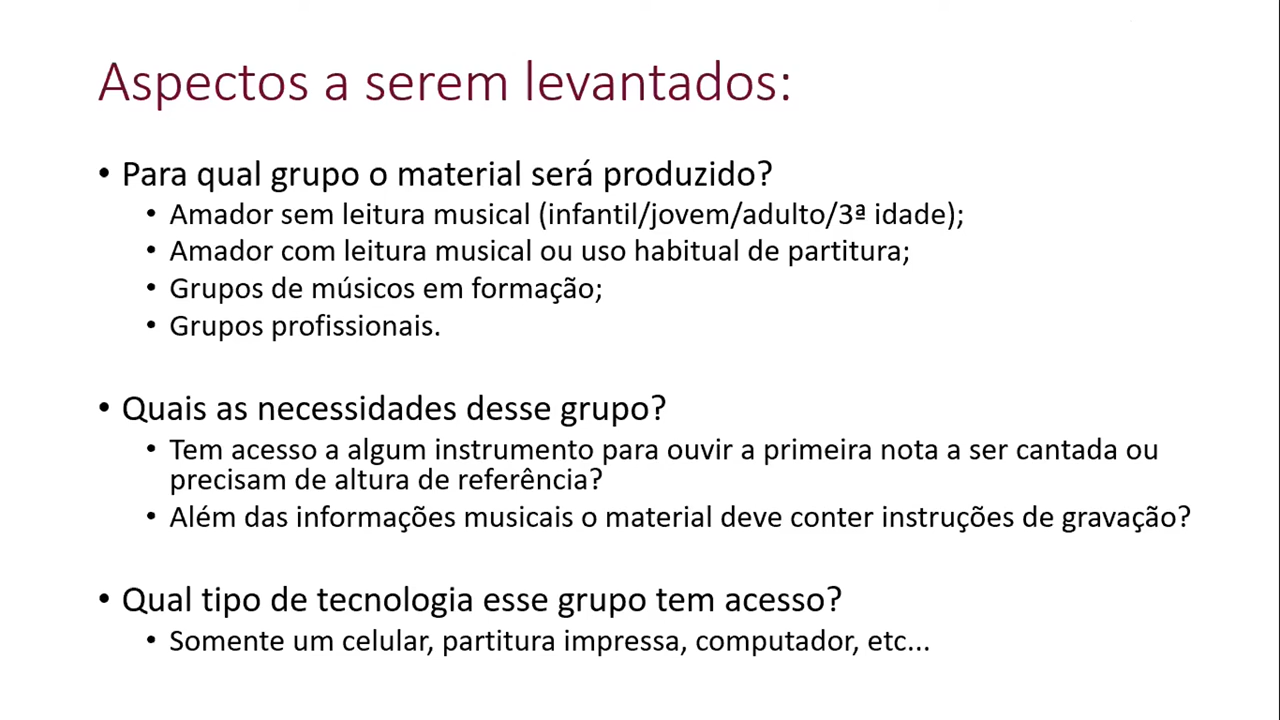 Aspectos a serem levantados:
• Para qual grupo o material será produzido?
• Amador sem leitura musical (infantil/jovem/adulto/3ª idade);
• Amador com leitura musical ou uso habitual de partitura;
• Grupos de músicos em formação;
• Grupos profissionais.
• Quais as necessidades desse grupo?
• Tem acesso a algum instrumento para ouvir a primeira nota a ser cantada ou
precisam de altura de referência?
• Além das informações musicais o material deve conter instruções de gravação?
• Qual tipo de tecnologia esse grupo tem acesso?
• Somente um celular, partitura impressa, computador, etc...